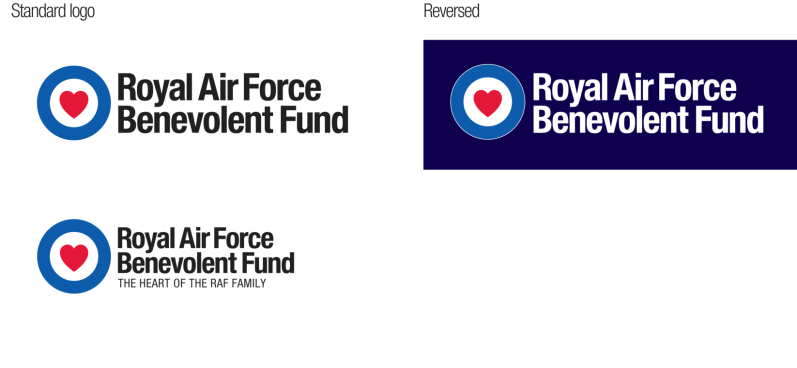 Standard logo
Royal Air Force
Benevolent Fund
Reversed
Royal Air Force
Benevolent Fund
Royal Air Force
Benevolent Fund
THE HEART OF THE RAF FAMILY